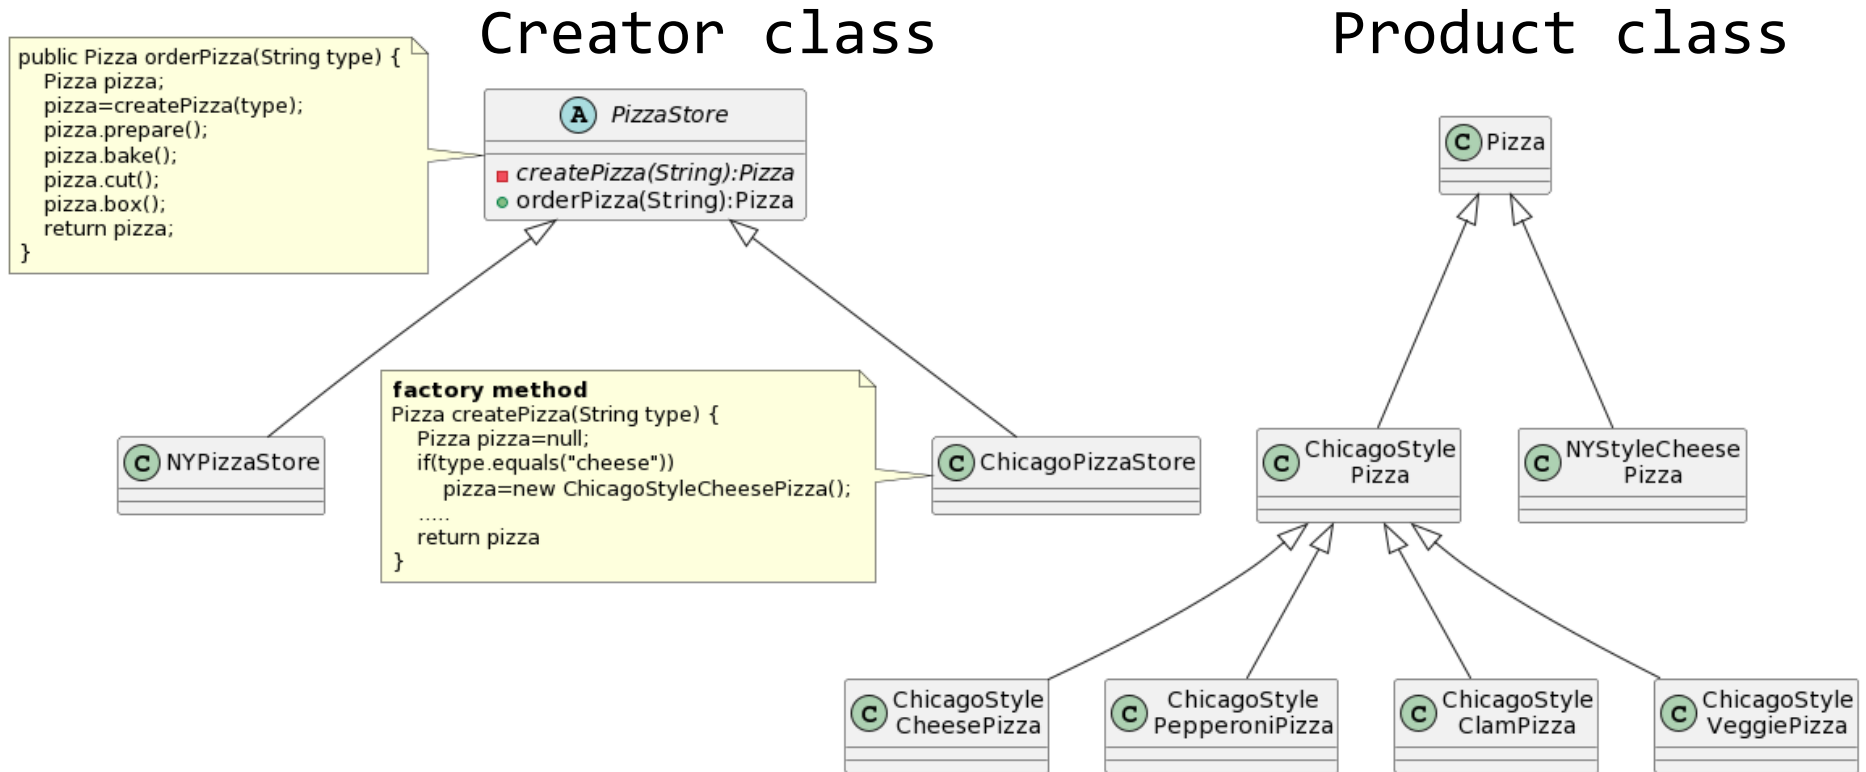 Creator class
Product class
public Pizza orderPizza(String type) {
Pizza pizza;
pizza=createPizza(type);
pizza.prepare();
pizza.bake();
pizza.cut();
pizza.box();
return pizza;
}
A PizzaStore
createPizza(String):Pizza
orderPizza(String):Pizza
C Pizza
factory method
Pizza createPizza(String type) {
Pizza pizza=null;
if(type.equals("cheese"))
pizza=new ChicagoStyleCheesePizza();
.....
return pizza
}
C NYPizzaStore
C ChicagoPizzaStore
C ChicagoStyle
Pizza
C NYStyleCheese
Pizza
C ChicagoStyle
CheesePizza
C ChicagoStyle
PepperoniPizza
C ChicagoStyle
ClamPizza
C ChicagoStyle
VeggiePizza